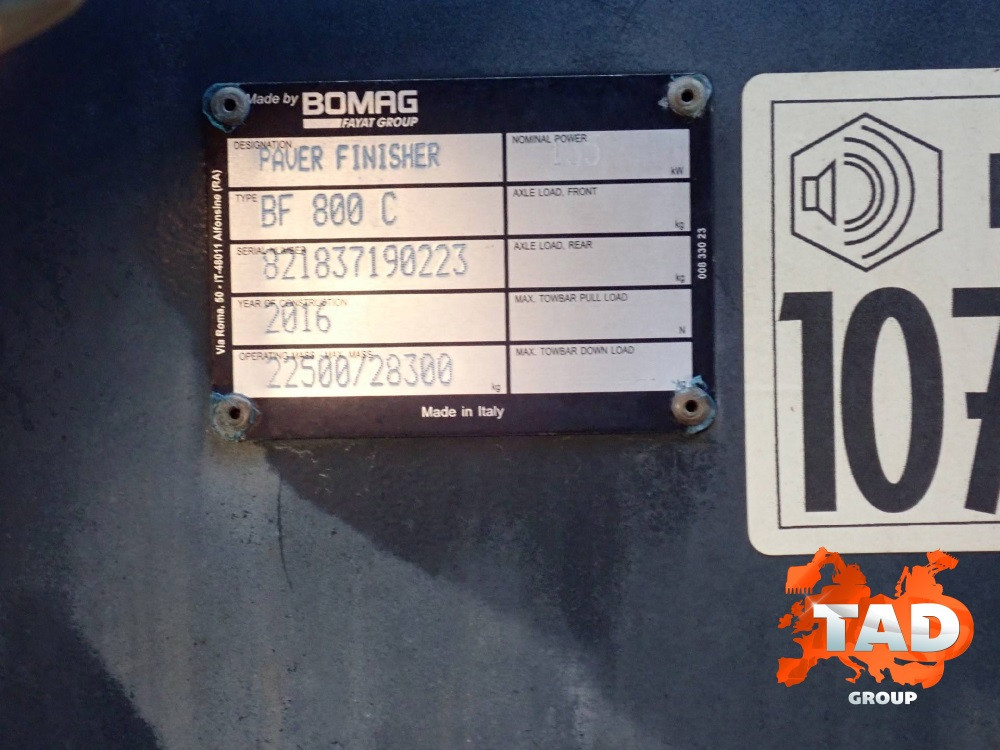 Made by BOMAG
FAYAT GROUP
DESIGNATION
PAVER FINISHER
NOMINAL POWER
kW
TYPE
BF 800 C
AXLE LOAD, FRONT
kg
SERIAL NUMBER
821837190223
AXLE LOAD, REAR
kg
YEAR OF CONSTRUCTION
2016
MAX. TOWBAR PULL LOAD
N
OPERATING MASS MAX. MASS
22500/28300
kg
MAX. TOWBAR DOWN LOAD
kg
Made in Italy
Via Roma, 50 - IT-48011 Alfonsine (RA)
008 330 23
107
TAD
GROUP